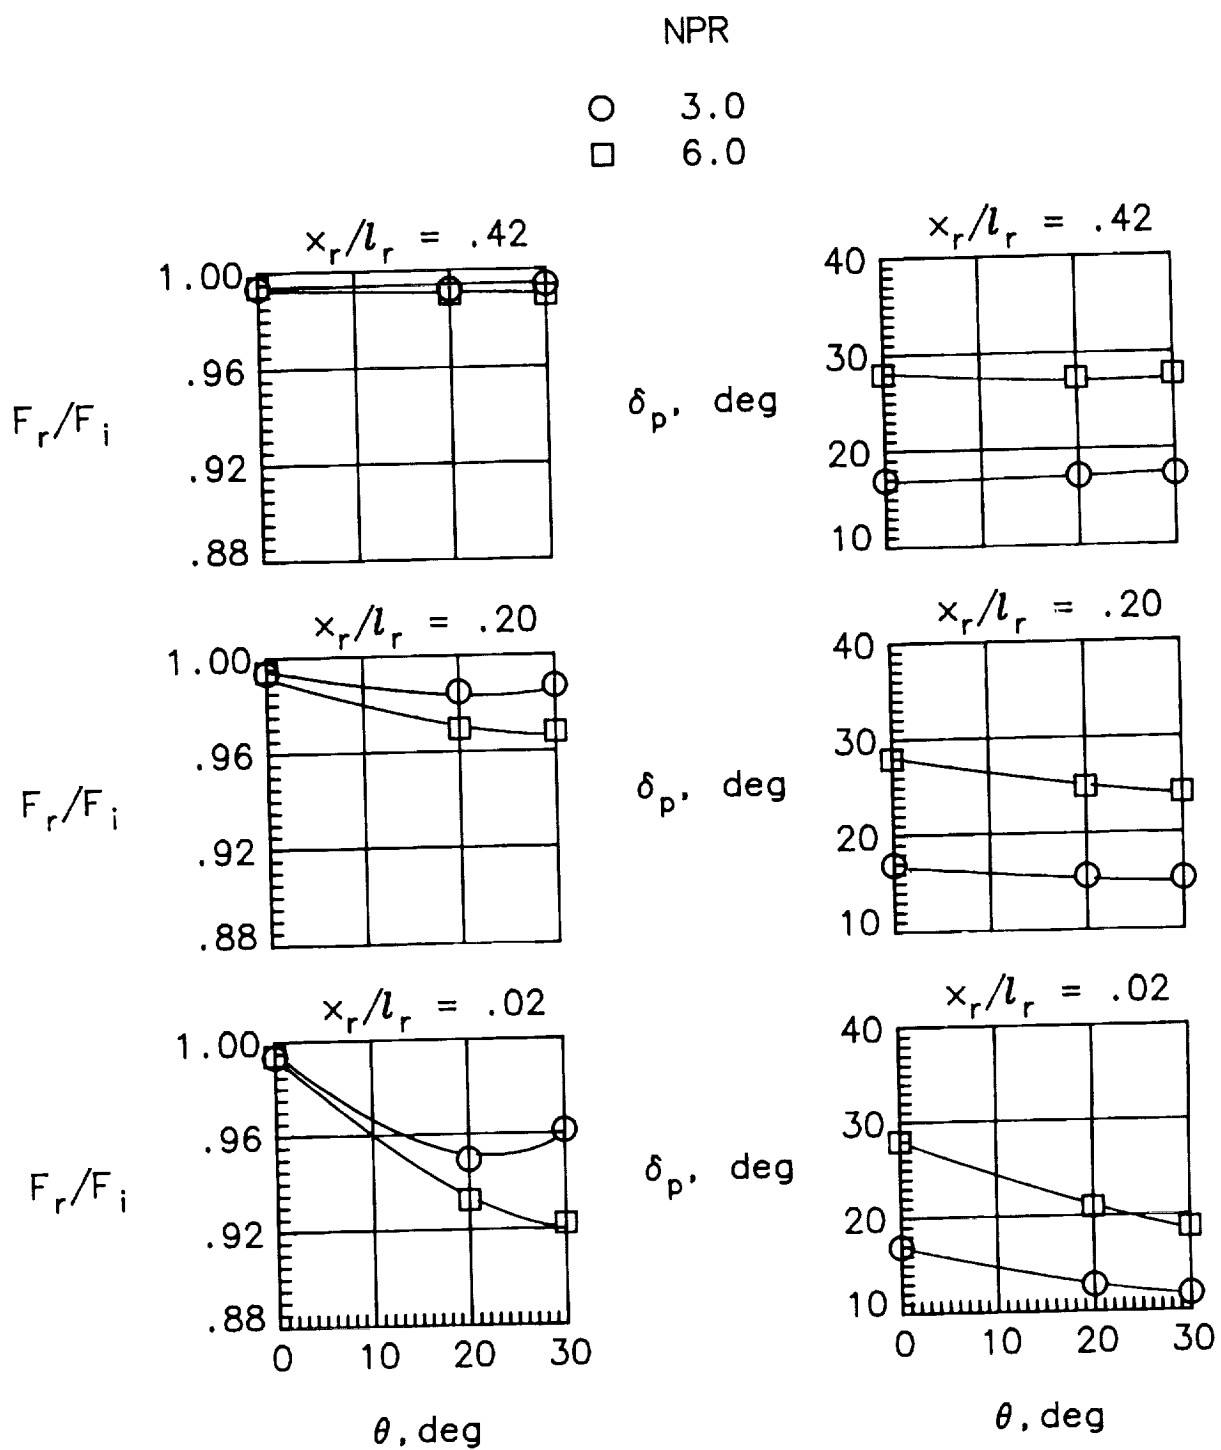 NPR
3.0
6.0
x_r/l_r = .42
1.00
.96
.92
.88
F_r/F_i
x_r/l_r = .42
40
30
20
10
δ_p, deg
x_r/l_r = .20
1.00
.96
.92
.88
F_r/F_i
x_r/l_r = .20
40
30
20
10
δ_p, deg
x_r/l_r = .02
1.00
.96
.92
.88
F_r/F_i
0 10 20 30
θ, deg
x_r/l_r = .02
40
30
20
10
δ_p, deg
0 10 20 30
θ, deg